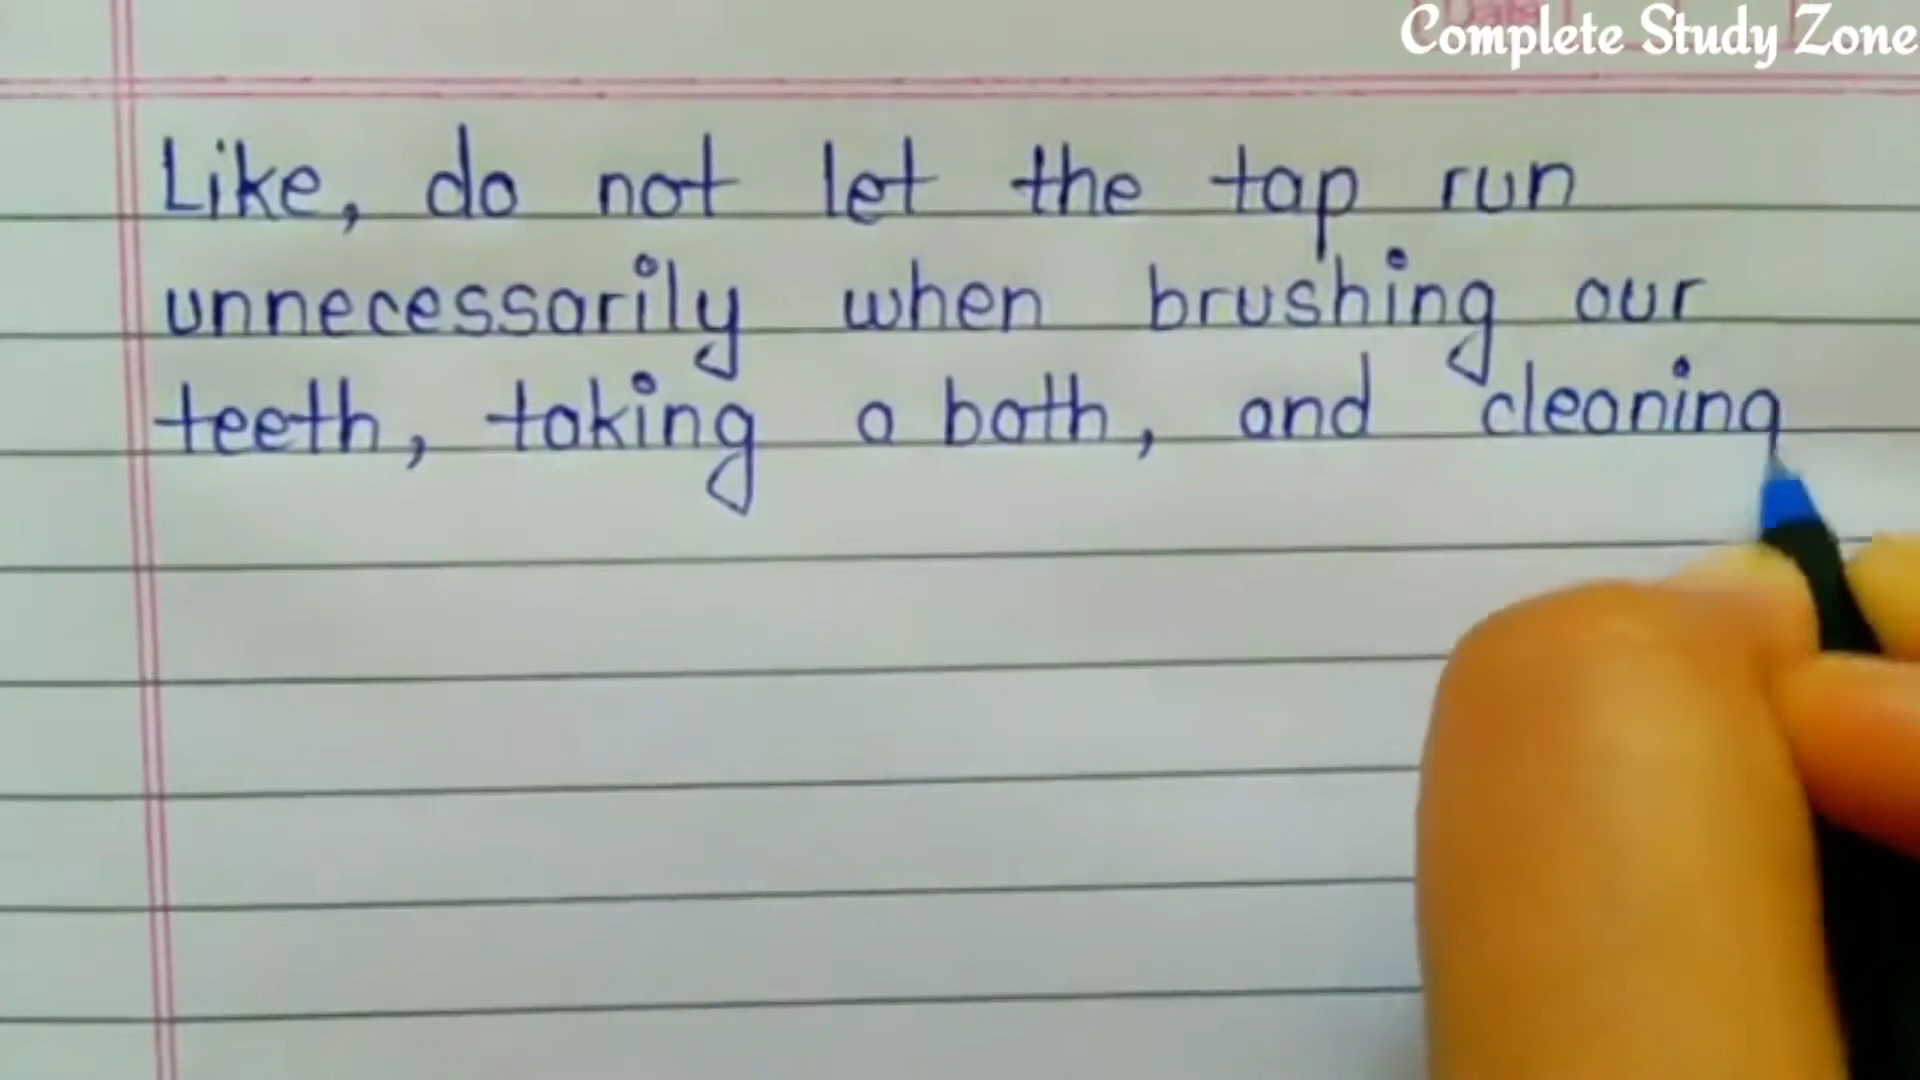 Complete Study Zone
Like, do not let the tap run
unnecessarily when brushing our
teeth, taking a bath, and cleaning